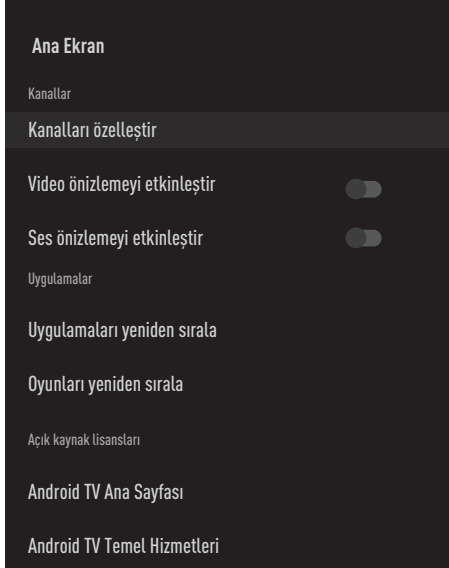 Ana Ekran
Kanallar
Kanalları özelleştir
Video önizlemeyi etkinleştir
Ses önizlemeyi etkinleştir
Uygulamalar
Uygulamaları yeniden sırala
Oyunları yeniden sırala
Açık kaynak lisansları
Android TV Ana Sayfası
Android TV Temel Hizmetleri